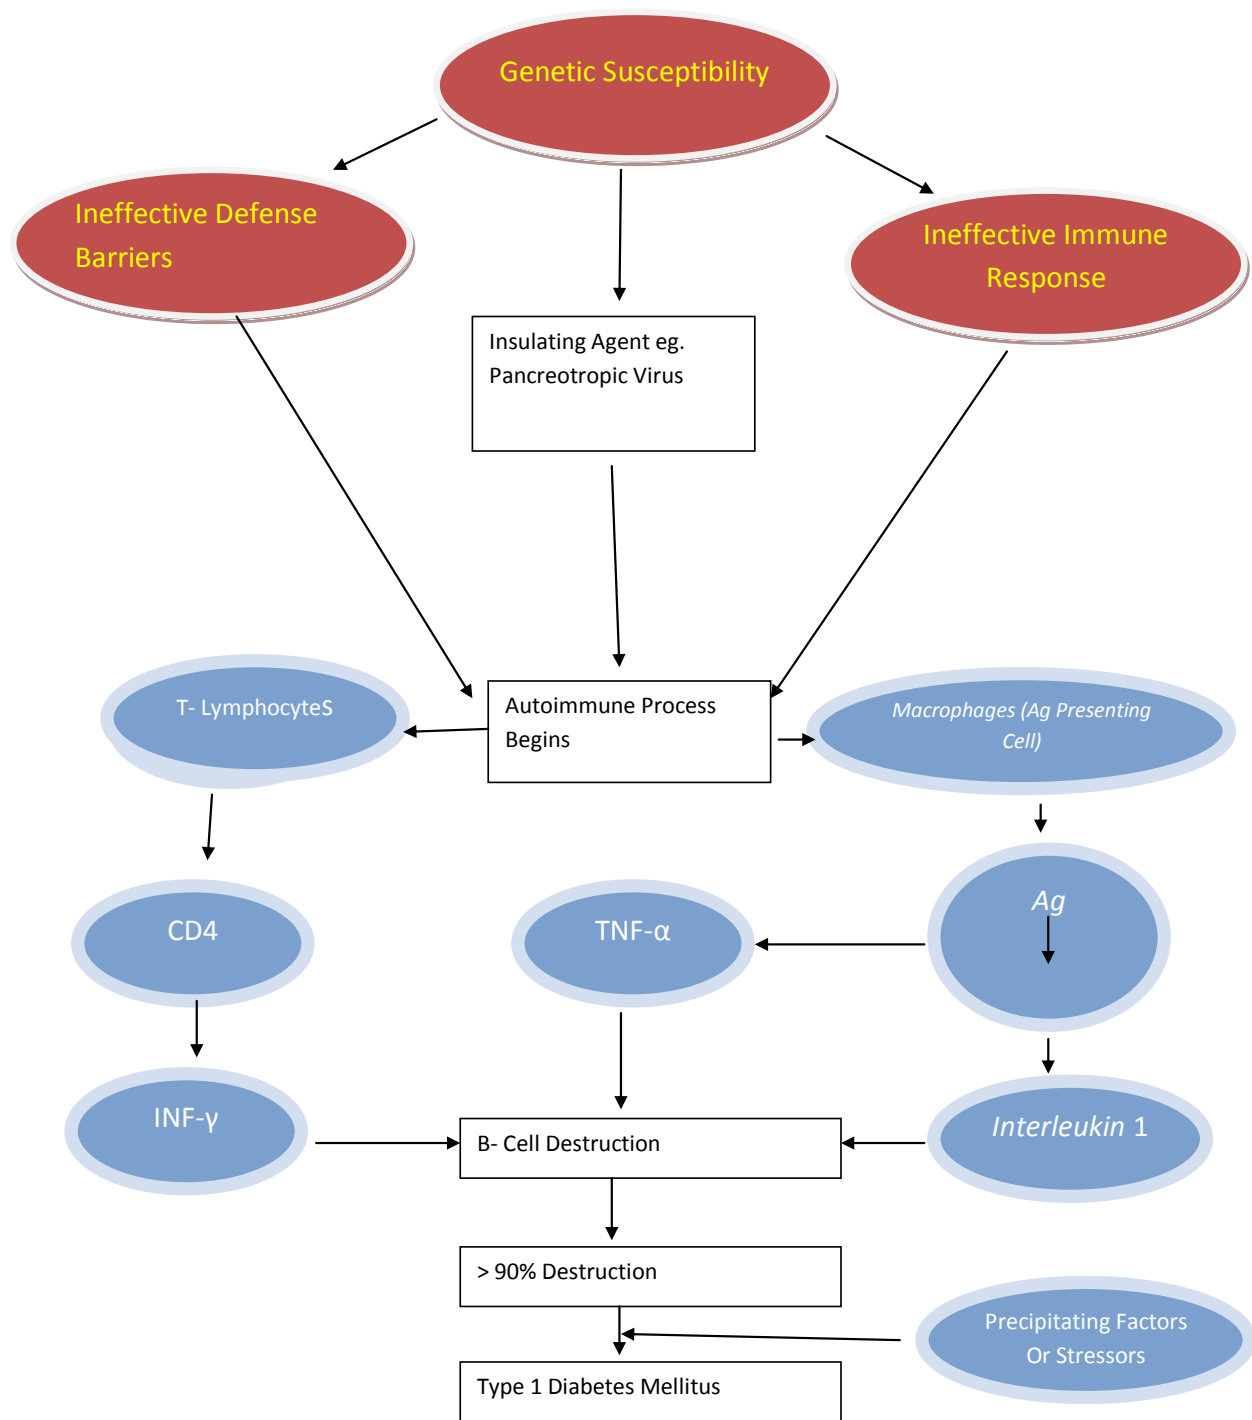 Genetic Susceptibility
Ineffective Defense
Barriers
Ineffective Immune
Response
Insulating Agent eg.
Pancreotropic Virus
T- LymphocyteS
Autoimmune Process
Begins
Macrophages (Ag Presenting
Cell)
CD4
TNF-α
Ag
INF-γ
B- Cell Destruction
Interleukin 1
> 90% Destruction
Precipitating Factors
Or Stressors
Type 1 Diabetes Mellitus